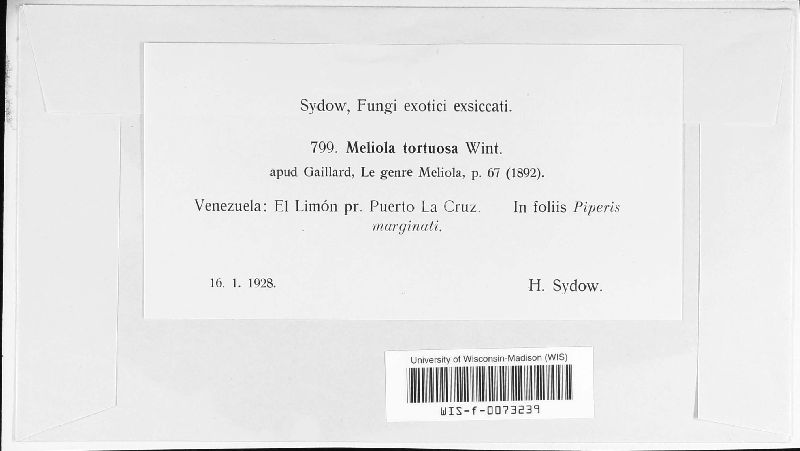 Sydow, Fungi exotici exsiccati.
799. Meliola tortuosa Wint.
apud Gaillard, Le genre Meliola, p. 67 (1892).
Venezuela: El Limón pr. Puerto La Cruz. In foliis Piperis
marginati.
16. 1. 1928. H. Sydow.
University of Wisconsin-Madison (WIS)
WIS-f-0073239